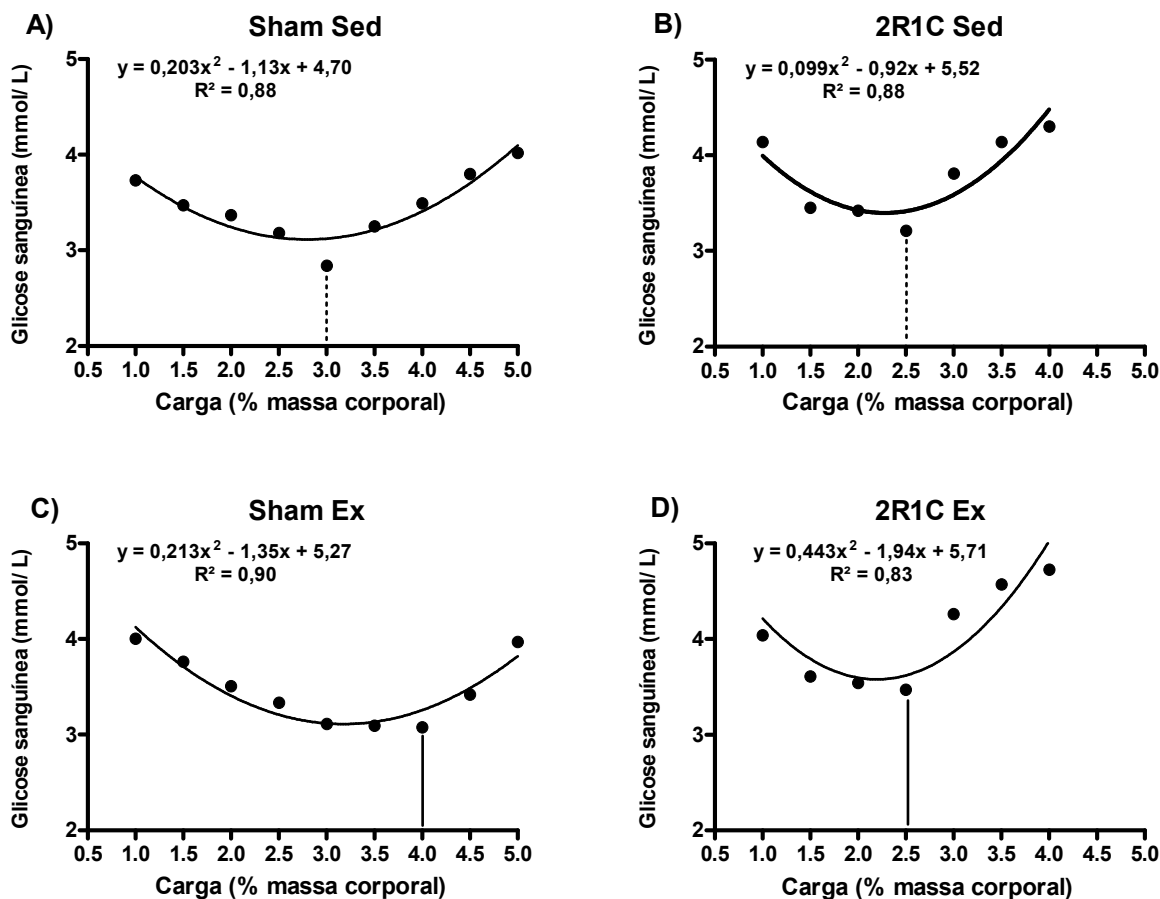 A)
Sham Sed
y = 0,203x² - 1,13x + 4,70
R² = 0,88
Glicose sanguínea (mmol/ L)
5
4
3
2
0.5 1.0 1.5 2.0 2.5 3.0 3.5 4.0 4.5 5.0
Carga (% massa corporal)
B)
2R1C Sed
y = 0,099x² - 0,92x + 5,52
R² = 0,88
Glicose sanguínea (mmol/ L)
5
4
3
2
0.5 1.0 1.5 2.0 2.5 3.0 3.5 4.0 4.5 5.0
Carga (% massa corporal)
C)
Sham Ex
y = 0,213x² - 1,35x + 5,27
R² = 0,90
Glicose sanguínea (mmol/ L)
5
4
3
2
0.5 1.0 1.5 2.0 2.5 3.0 3.5 4.0 4.5 5.0
Carga (% massa corporal)
D)
2R1C Ex
y = 0,443x² - 1,94x + 5,71
R² = 0,83
Glicose sanguínea (mmol/ L)
5
4
3
2
0.5 1.0 1.5 2.0 2.5 3.0 3.5 4.0 4.5 5.0
Carga (% massa corporal)